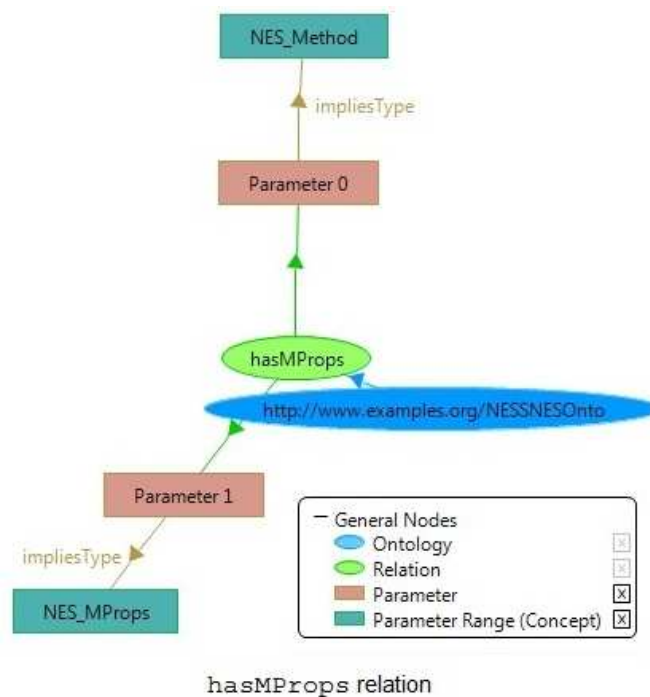 NES_Method
impliesType
Parameter 0
hasMProps
http://www.examples.org/NESSNESOnto
Parameter 1
impliesType
NES_MProps
− General Nodes
Ontology x
Relation x
Parameter x
Parameter Range (Concept) x
hasMProps relation